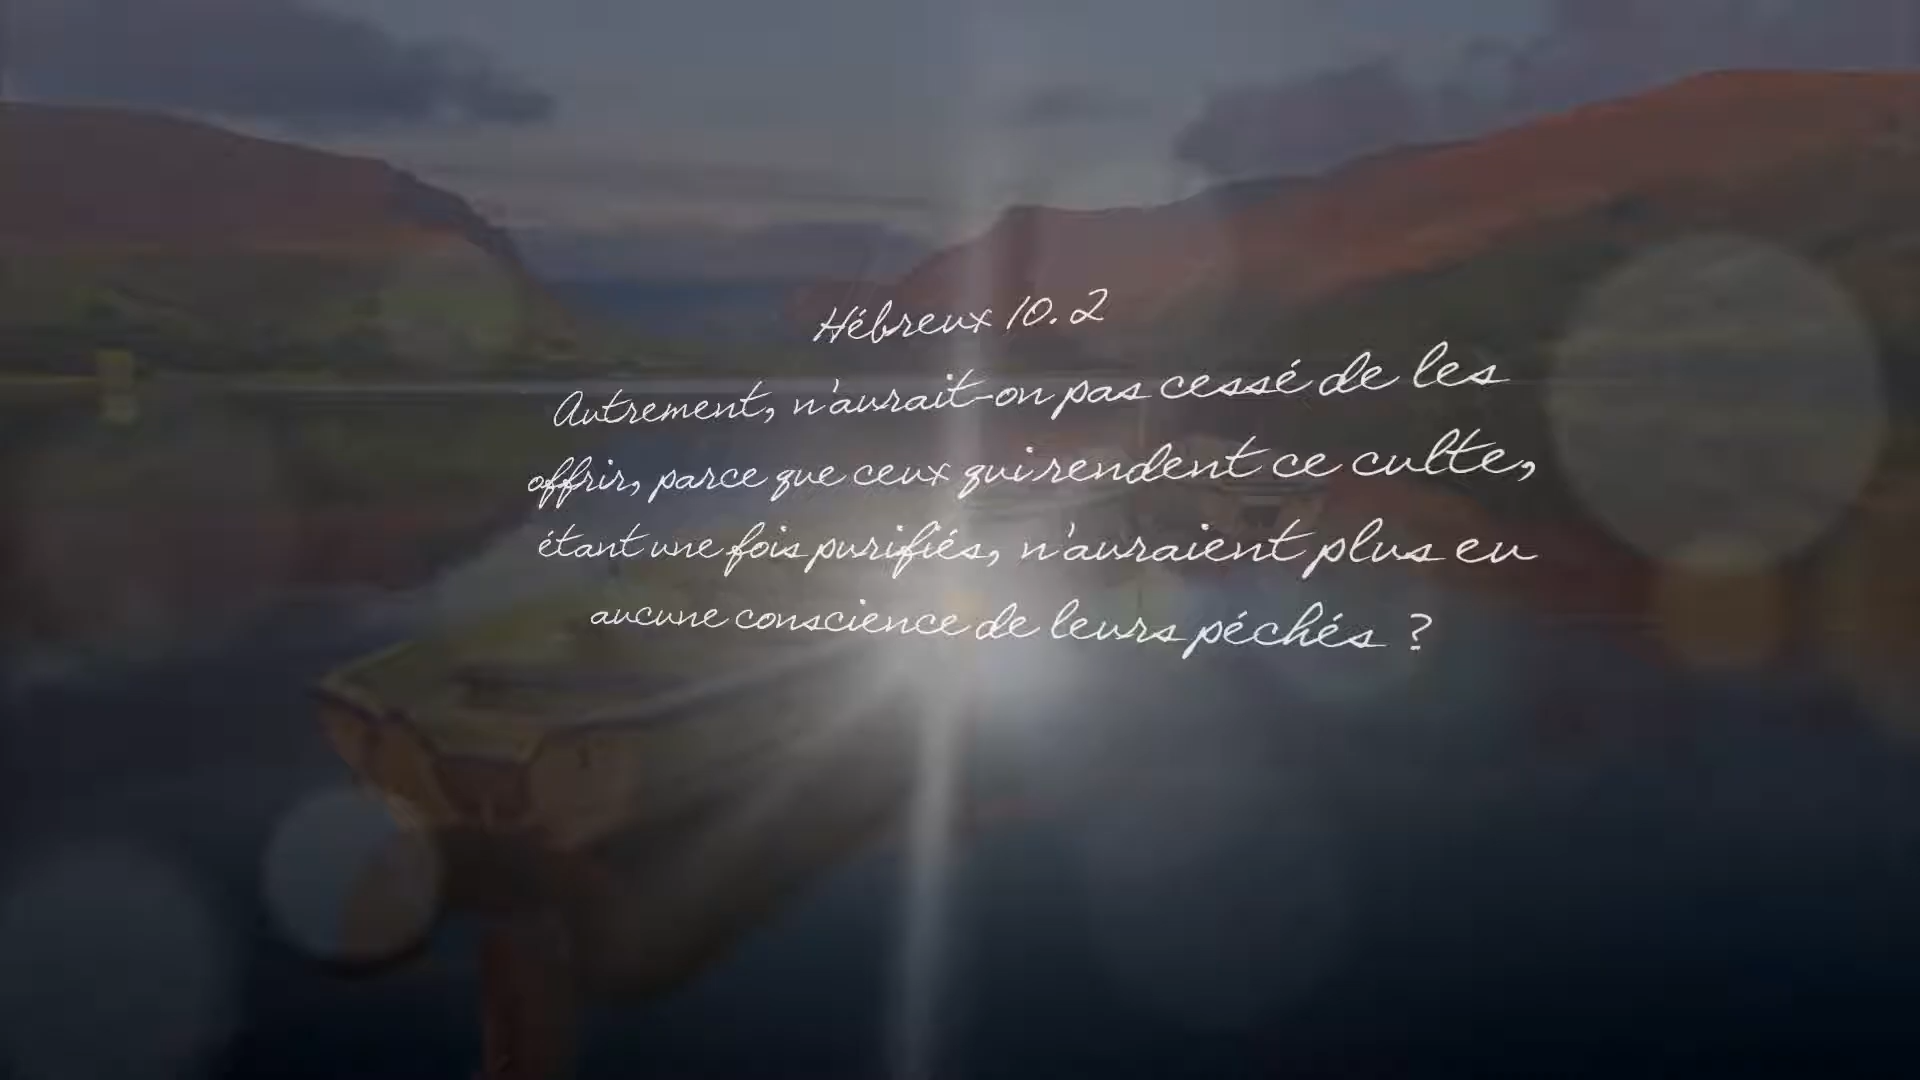 Hébreux 10.2
Autrement, n'aurait-on pas cessé de les
offrir, parce que ceux qui rendent ce culte,
étant une fois purifiés, n'auraient plus eu
aucune conscience de leurs péchés ?